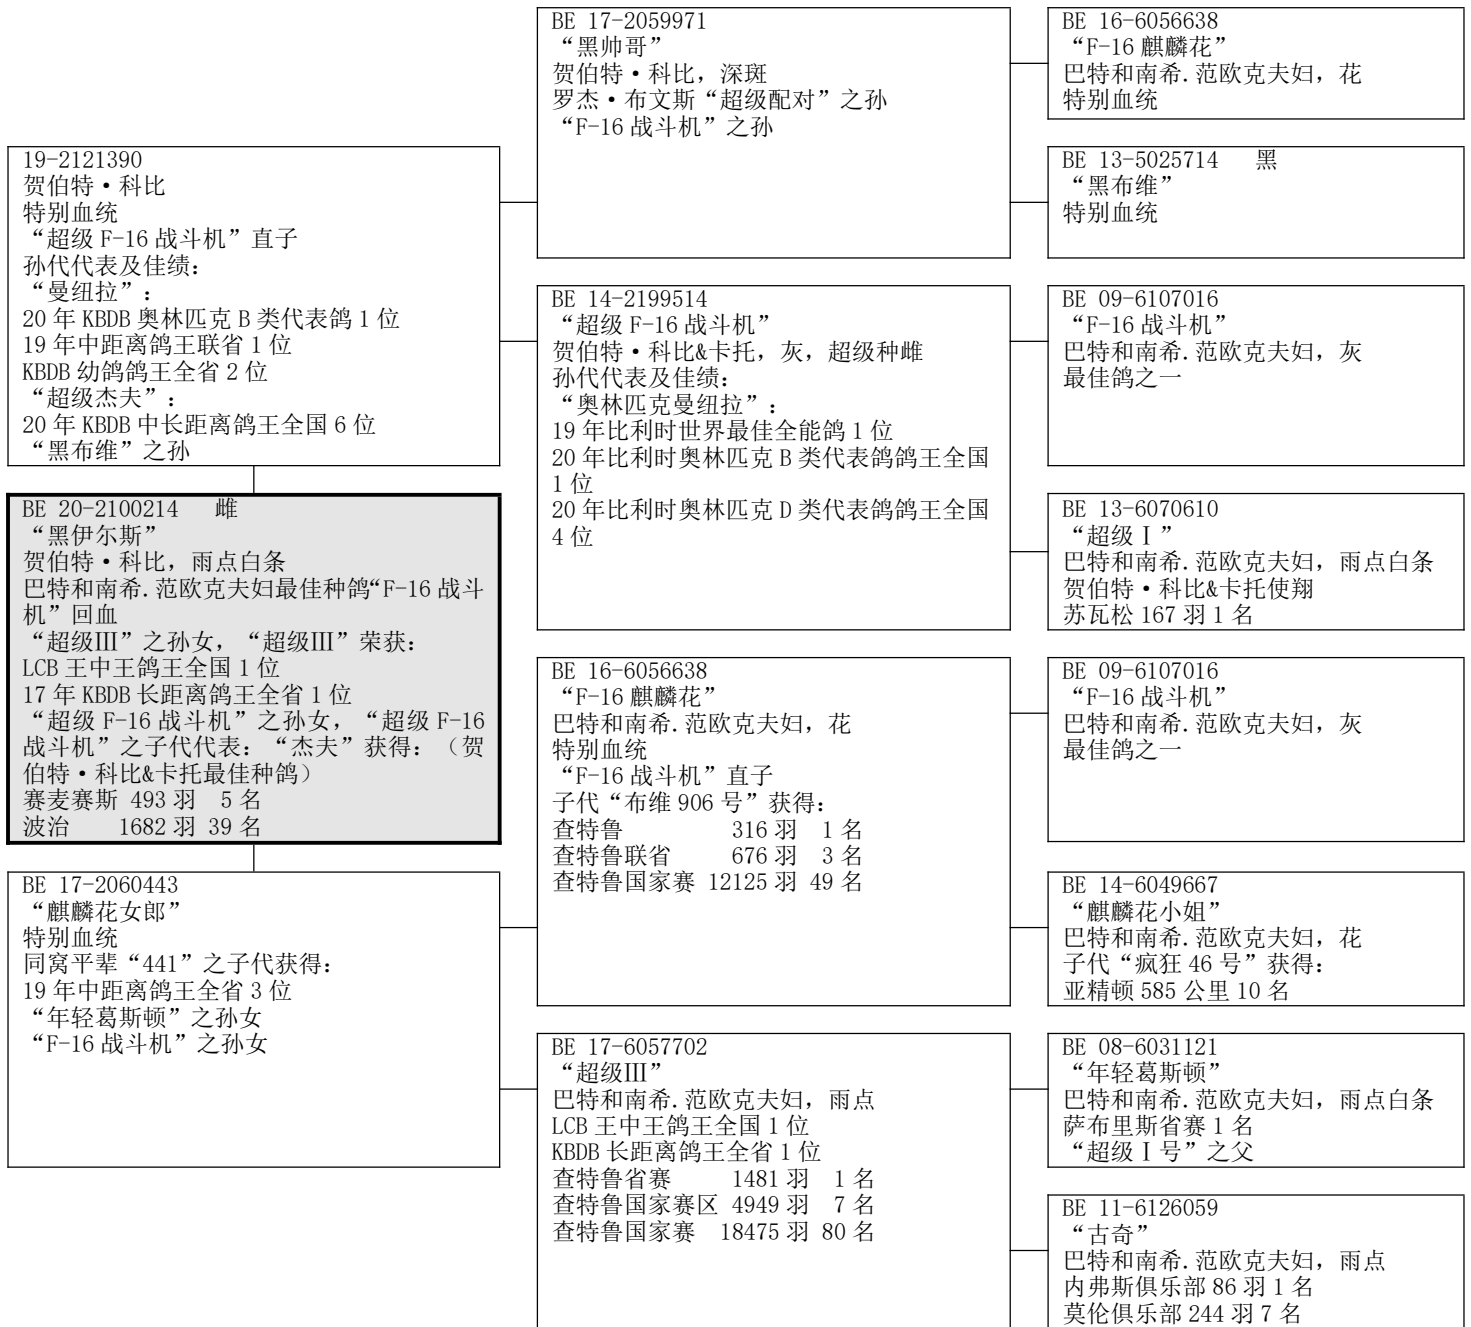 19-2121390
贺伯特·科比
特别血统
“超级 F-16 战斗机”直子
孙代代表及佳绩：
“曼纽拉”：
20 年 KBDB 奥林匹克 B 类代表鸽 1 位
19 年中距离鸽王联省 1 位
KBDB 幼鸽鸽王全省 2 位
“超级杰夫”：
20 年 KBDB 中长距离鸽王全国 6 位
“黑布维”之孙
BE 20-2100214 雌
“黑伊尔斯”
贺伯特·科比，雨点白条
巴特和南希.范欧克夫妇最佳种鸽“F-16 战斗
机”回血
“超级Ⅲ”之孙女，“超级Ⅲ”荣获：
LCB 王中王鸽王全国 1 位
17 年 KBDB 长距离鸽王全省 1 位
“超级 F-16 战斗机”之孙女，“超级 F-16
战斗机”之子代代表：“杰夫”获得：（贺
伯特·科比&卡托最佳种鸽）
赛麦赛斯 493 羽 5 名
波治 1682 羽 39 名
BE 17-2060443
“麒麟花女郎”
特别血统
同窝平辈“441”之子代获得：
19 年中距离鸽王全省 3 位
“年轻葛斯顿”之孙女
“F-16 战斗机”之孙女
BE 17-2059971
“黑帅哥”
贺伯特·科比，深斑
罗杰·布文斯“超级配对”之孙
“F-16 战斗机”之孙
BE 14-2199514
“超级 F-16 战斗机”
贺伯特·科比&卡托，灰，超级种雌
孙代代表及佳绩：
“奥林匹克曼纽拉”：
19 年比利时世界最佳全能鸽 1 位
20 年比利时奥林匹克 B 类代表鸽鸽王全国
1 位
20 年比利时奥林匹克 D 类代表鸽鸽王全国
4 位
BE 16-6056638
“F-16 麒麟花”
巴特和南希.范欧克夫妇，花
特别血统
“F-16 战斗机”直子
子代“布维 906 号”获得：
查特鲁 316 羽 1 名
查特鲁联省 676 羽 3 名
查特鲁国家赛 12125 羽 49 名
BE 17-6057702
“超级Ⅲ”
巴特和南希.范欧克夫妇，雨点
LCB 王中王鸽王全国 1 位
KBDB 长距离鸽王全省 1 位
查特鲁省赛 1481 羽 1 名
查特鲁国家赛区 4949 羽 7 名
查特鲁国家赛 18475 羽 80 名
BE 16-6056638
“F-16 麒麟花”
巴特和南希.范欧克夫妇，花
特别血统
BE 13-5025714 黑
“黑布维”
特别血统
BE 09-6107016
“F-16 战斗机”
巴特和南希.范欧克夫妇，灰
最佳鸽之一
BE 13-6070610
“超级Ⅰ”
巴特和南希.范欧克夫妇，雨点白条
贺伯特·科比&卡托使翔
苏瓦松 167 羽 1 名
BE 09-6107016
“F-16 战斗机”
巴特和南希.范欧克夫妇，灰
最佳鸽之一
BE 14-6049667
“麒麟花小姐”
巴特和南希.范欧克夫妇，花
子代“疯狂 46 号”获得：
亚精顿 585 公里 10 名
BE 08-6031121
“年轻葛斯顿”
巴特和南希.范欧克夫妇，雨点白条
萨布里斯省赛 1 名
“超级Ⅰ号”之父
BE 11-6126059
“古奇”
巴特和南希.范欧克夫妇，雨点
内弗斯俱乐部 86 羽 1 名
莫伦俱乐部 244 羽 7 名